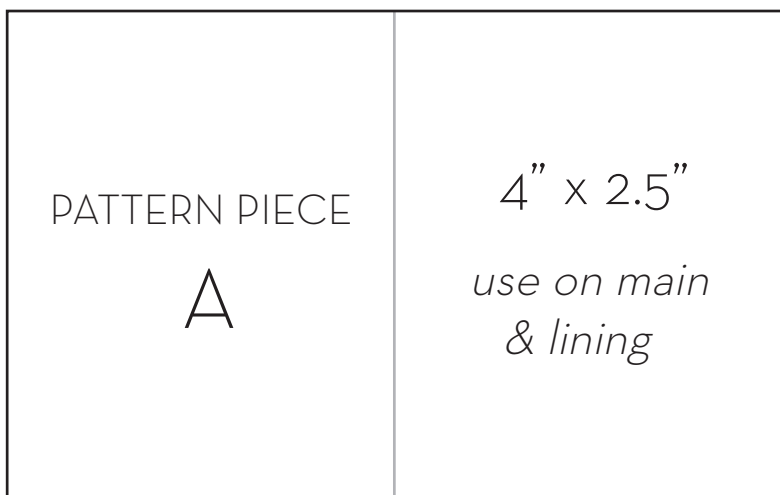 PATTERN PIECE
A
4” x 2.5”
use on main
& lining